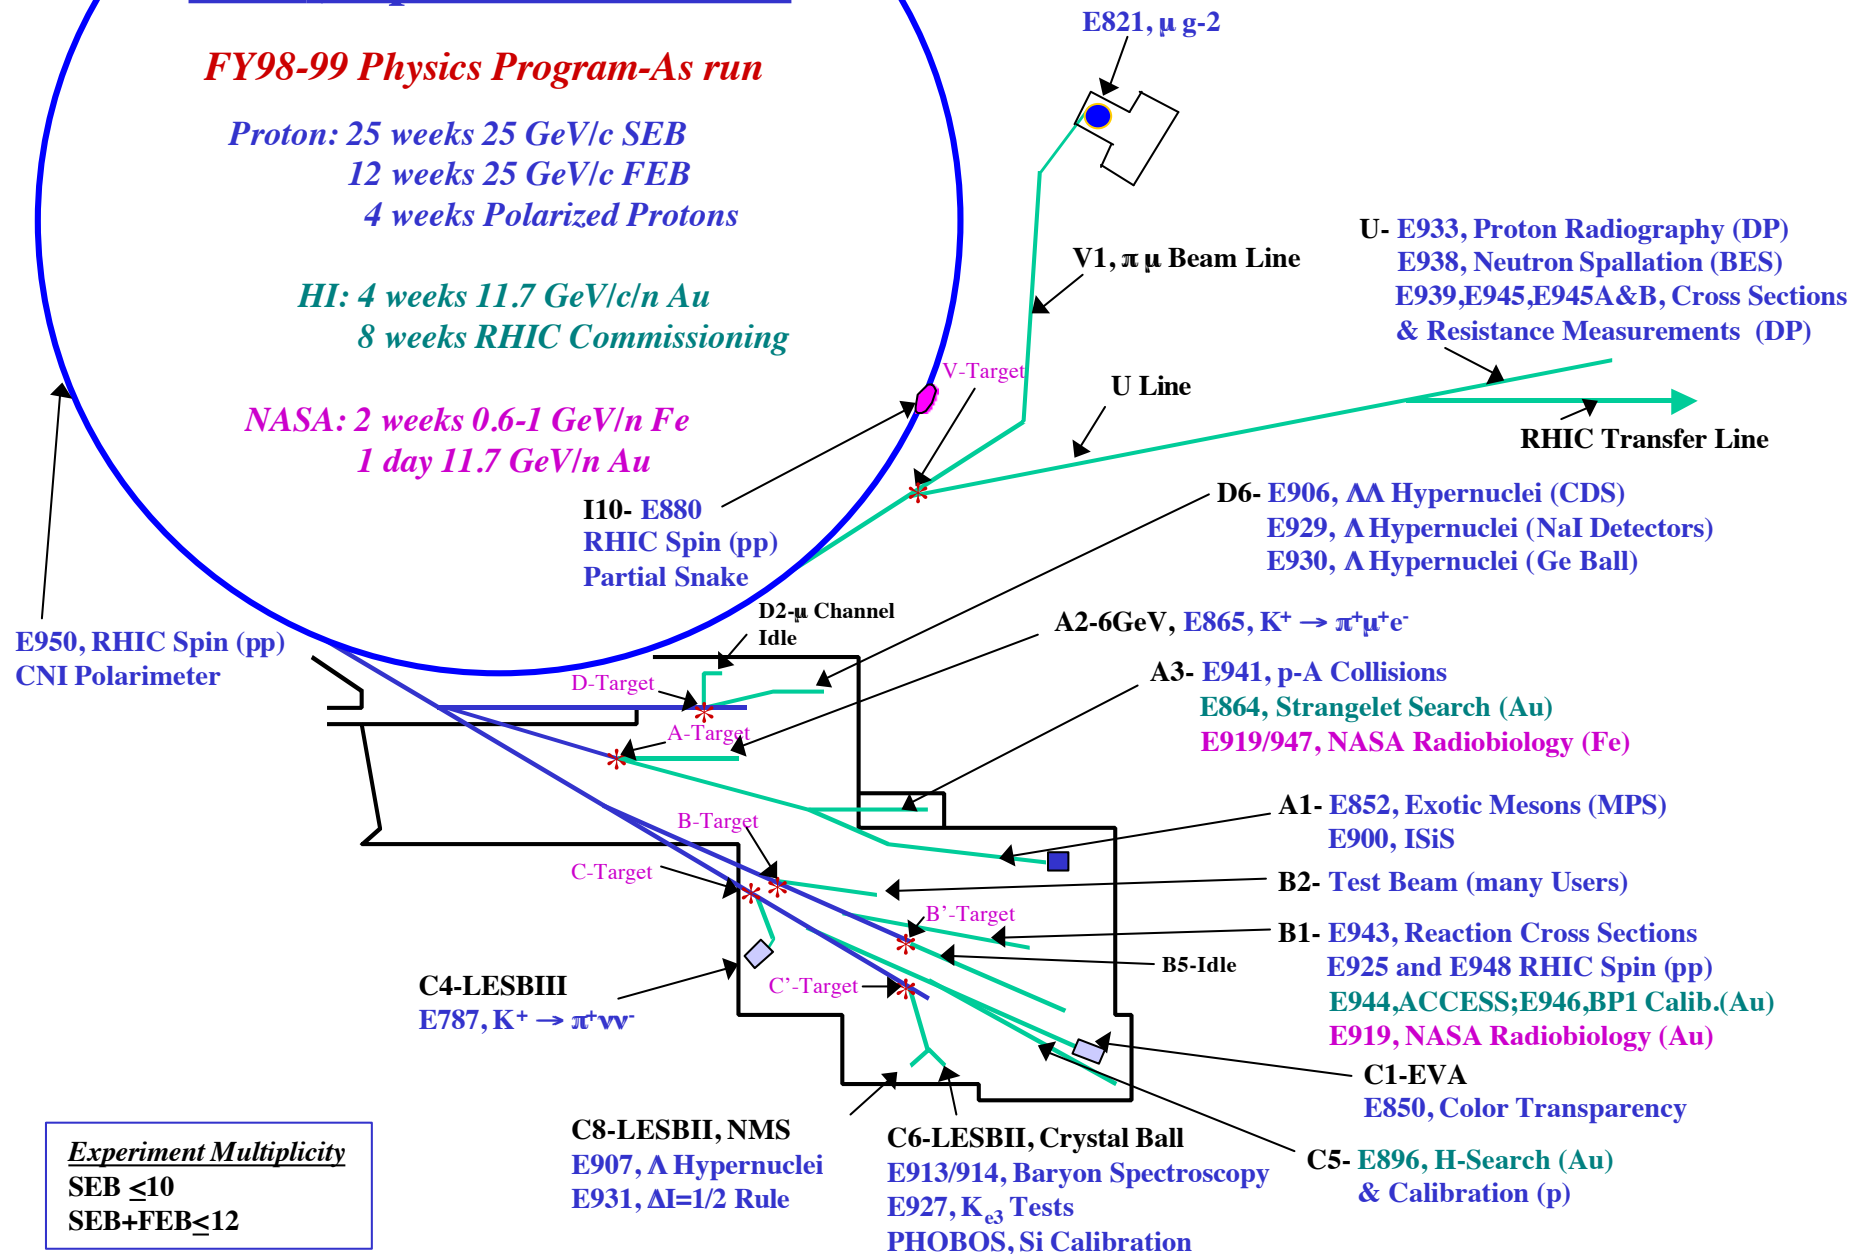 FY98-99 Physics Program-As run
Proton: 25 weeks 25 GeV/c SEB
12 weeks 25 GeV/c FEB
4 weeks Polarized Protons
HI: 4 weeks 11.7 GeV/c/n Au
8 weeks RHIC Commissioning
NASA: 2 weeks 0.6-1 GeV/n Fe
1 day 11.7 GeV/n Au
E821, μ g-2
V1, π μ Beam Line
U- E933, Proton Radiography (DP)
E938, Neutron Spallation (BES)
E939,E945,E945A&B, Cross Sections
& Resistance Measurements (DP)
V-Target
U Line
RHIC Transfer Line
I10- E880
RHIC Spin (pp)
Partial Snake
D6- E906, ΛΛ Hypernuclei (CDS)
E929, Λ Hypernuclei (NaI Detectors)
E930, Λ Hypernuclei (Ge Ball)
E950, RHIC Spin (pp)
CNI Polarimeter
D2-μ Channel
Idle
A2-6GeV, E865, K⁺ → π⁺μ⁺e⁻
D-Target
A3- E941, p-A Collisions
E864, Strangelet Search (Au)
E919/947, NASA Radiobiology (Fe)
A-Target
A1- E852, Exotic Mesons (MPS)
E900, ISiS
B-Target
C-Target
B2- Test Beam (many Users)
B'-Target
B1- E943, Reaction Cross Sections
E925 and E948 RHIC Spin (pp)
E944,ACCESS;E946,BP1 Calib.(Au)
E919, NASA Radiobiology (Au)
B5-Idle
C'-Target
C4-LESBIII
E787, K⁺ → π⁺νν⁻
C1-EVA
E850, Color Transparency
C8-LESBII, NMS
E907, Λ Hypernuclei
E931, ΔI=1/2 Rule
C6-LESBII, Crystal Ball
E913/914, Baryon Spectroscopy
E927, Kₑ₃ Tests
PHOBOS, Si Calibration
C5- E896, H-Search (Au)
& Calibration (p)
Experiment Multiplicity
SEB ≤10
SEB+FEB≤12